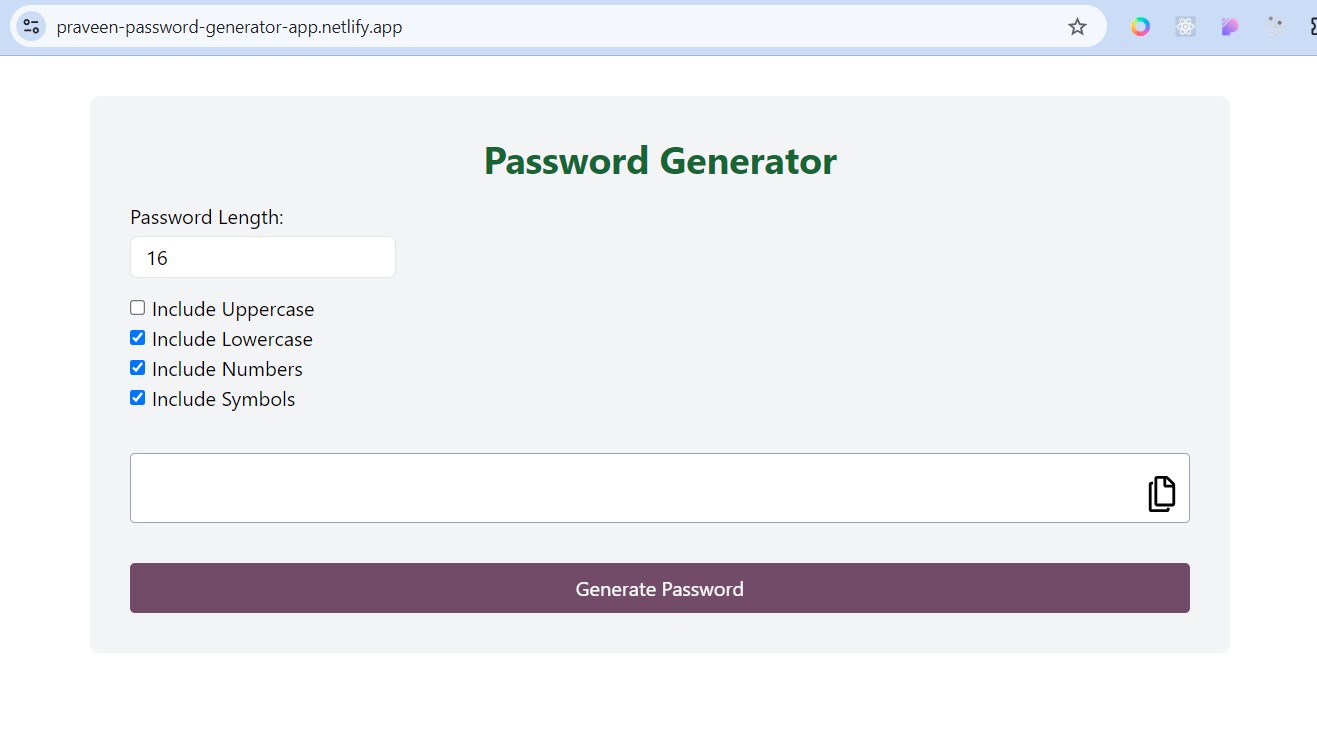 praveen-password-generator-app.netlify.app
Password Generator
Password Length:
16
Include Uppercase
Include Lowercase
Include Numbers
Include Symbols
Generate Password